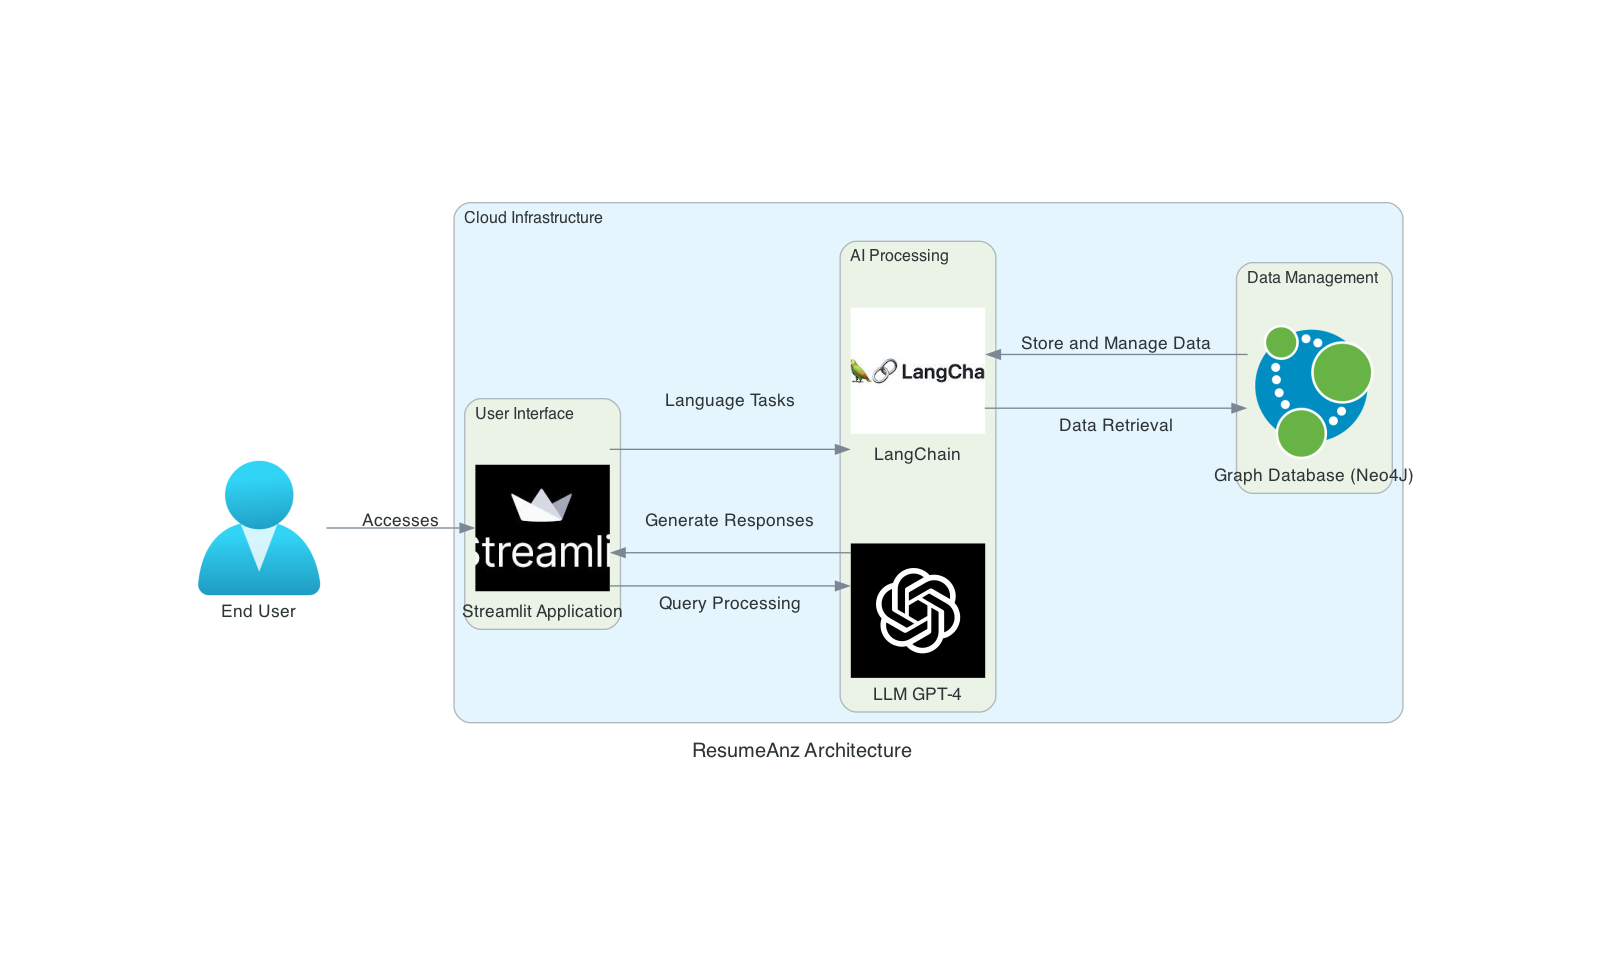 Cloud Infrastructure
AI Processing
Data Management
Store and Manage Data
LangCha
Language Tasks
User Interface
Data Retrieval
LangChain
Graph Database (Neo4J)
Accesses
Generate Responses
Streamli
Query Processing
End User
Streamlit Application
LLM GPT-4
ResumeAnz Architecture